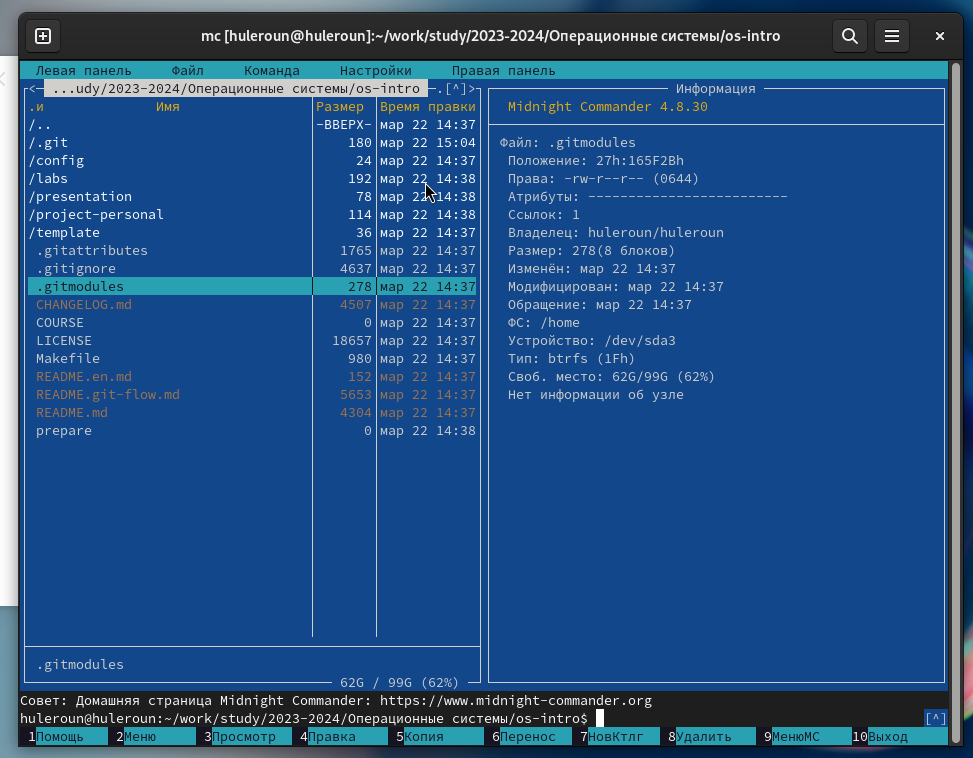 mc [huleroun@huleroun]:~/work/study/2023-2024/Операционные системы/os-intro
Левая панель Файл Команда Настройки Правая панель
<─ ...udy/2023-2024/Операционные системы/os-intro ─.[^]>
.и Имя Размер Время правки
/.. -ВВЕРХ- мар 22 14:37
/.git 180 мар 22 15:04
/config 24 мар 22 14:37
/labs 192 мар 22 14:38
/presentation 78 мар 22 14:38
/project-personal 114 мар 22 14:38
/template 36 мар 22 14:37
.gitattributes 1765 мар 22 14:37
.gitignore 4637 мар 22 14:37
.gitmodules 278 мар 22 14:37
CHANGELOG.md 4507 мар 22 14:37
COURSE 0 мар 22 14:37
LICENSE 18657 мар 22 14:37
Makefile 980 мар 22 14:37
README.en.md 152 мар 22 14:37
README.git-flow.md 5653 мар 22 14:37
README.md 4304 мар 22 14:37
prepare 0 мар 22 14:38
.gitmodules
62G / 99G (62%)
Информация
Midnight Commander 4.8.30
Файл: .gitmodules
Положение: 27h:165F2Bh
Права: -rw-r--r-- (0644)
Атрибуты: -------------------------
Ссылок: 1
Владелец: huleroun/huleroun
Размер: 278(8 блоков)
Изменён: мар 22 14:37
Модифицирован: мар 22 14:37
Обращение: мар 22 14:37
ФС: /home
Устройство: /dev/sda3
Тип: btrfs (1Fh)
Своб. место: 62G/99G (62%)
Нет информации об узле
Совет: Домашняя страница Midnight Commander: https://www.midnight-commander.org
huleroun@huleroun:~/work/study/2023-2024/Операционные системы/os-intro$ [^]
1Помощь 2Меню 3Просмотр 4Правка 5Копия 6Перенос 7НовКтлг 8Удалить 9МенюМС 10Выход